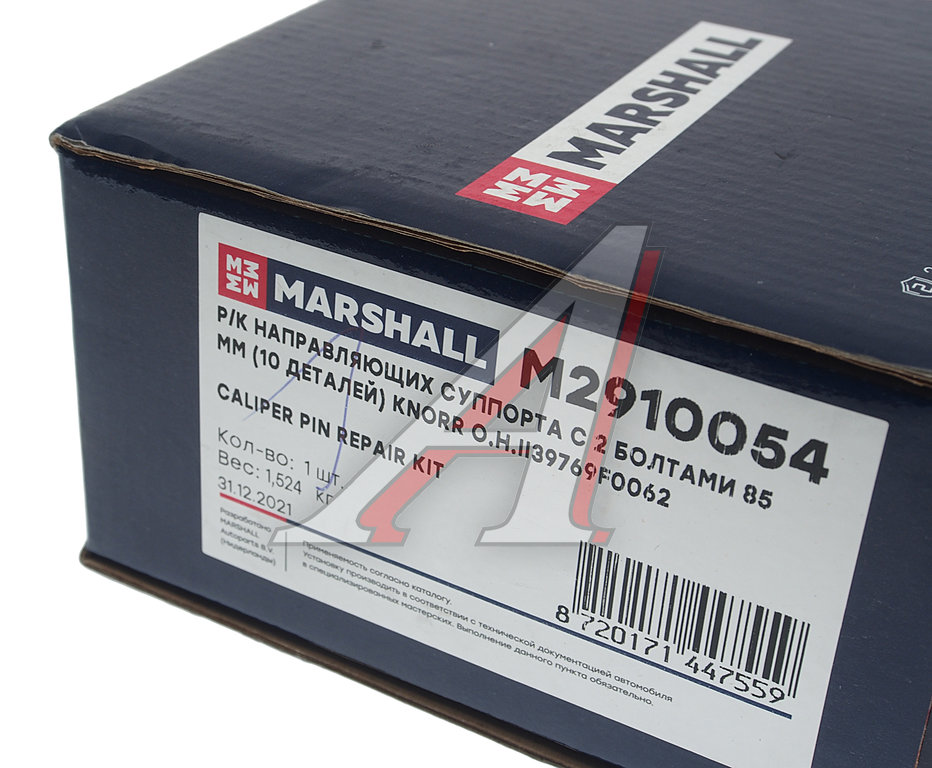 MARSHALL
MARSHALL
M2910054
Р/К НАПРАВЛЯЮЩИХ СУППОРТА С 2 БОЛТАМИ 85
ММ (10 ДЕТАЛЕЙ) KNORR O.H.II39769F0062
CALIPER PIN REPAIR KIT
Кол-во: 1 шт.
Вес: 1,524 кг
31.12.2021
Разработано
MARSHALL
Autoparts B.V.
(Нидерланды)
Применяемость согласно каталогу.
Установку производить в соответствии с технической документацией автомобиля
в специализированных мастерских. Выполнение данного пункта обязательно.
8 720171 447559